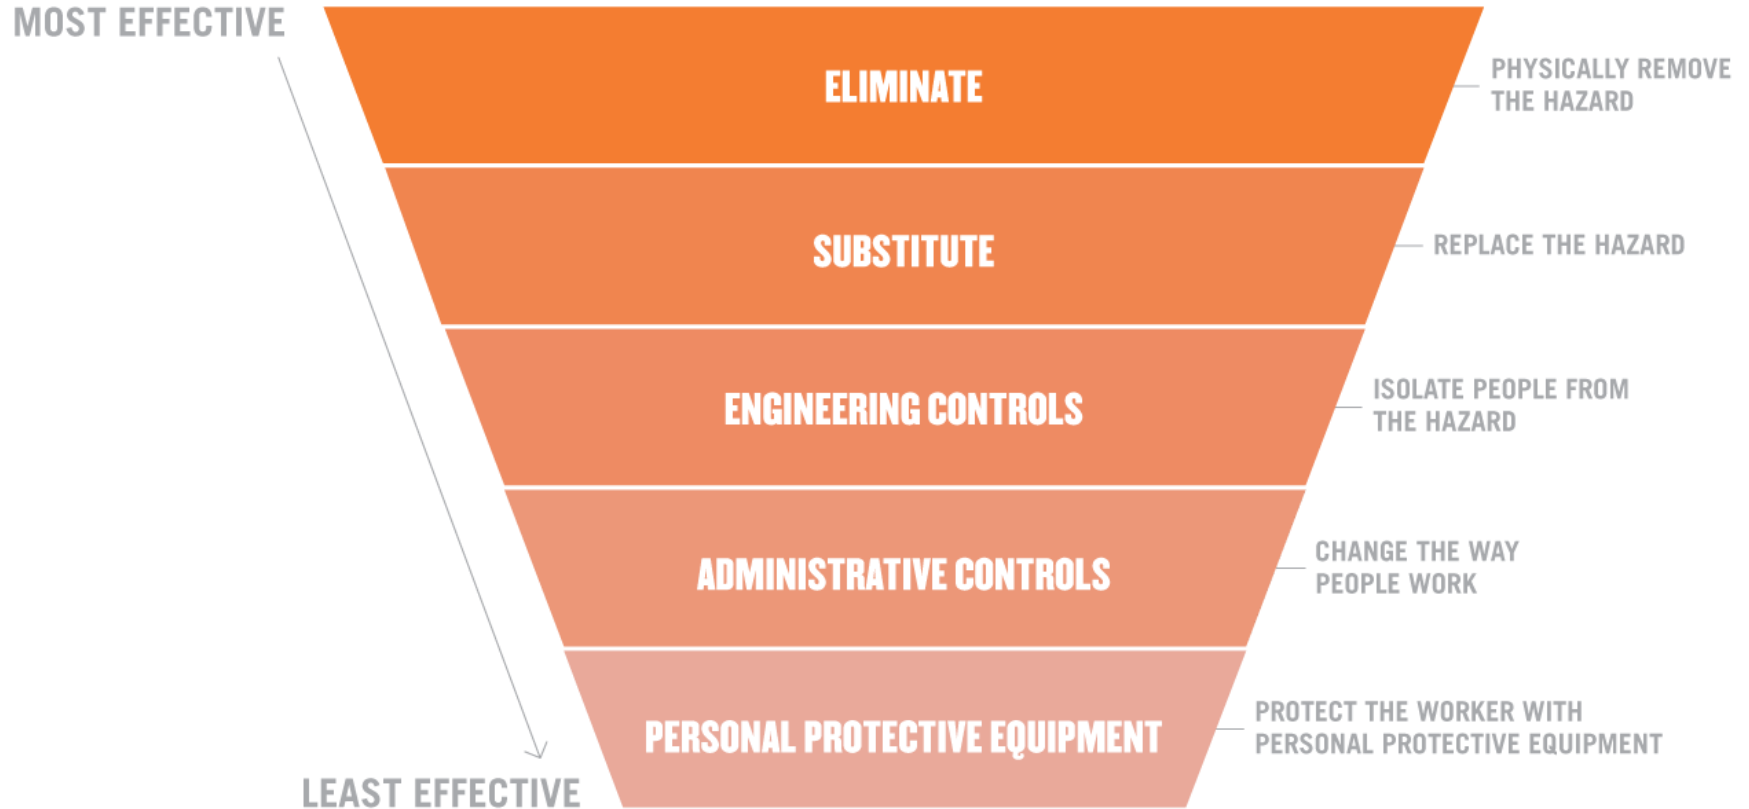 MOST EFFECTIVE
ELIMINATE
PHYSICALLY REMOVE
THE HAZARD
SUBSTITUTE
REPLACE THE HAZARD
ENGINEERING CONTROLS
ISOLATE PEOPLE FROM
THE HAZARD
ADMINISTRATIVE CONTROLS
CHANGE THE WAY
PEOPLE WORK
PERSONAL PROTECTIVE EQUIPMENT
PROTECT THE WORKER WITH
PERSONAL PROTECTIVE EQUIPMENT
LEAST EFFECTIVE